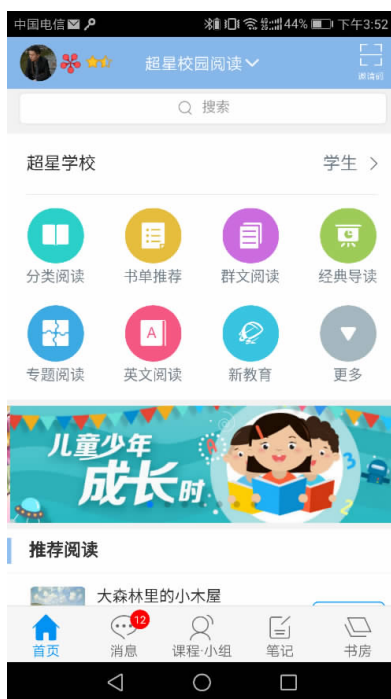 中国电信 44% 下午3:52
超星校园阅读
邀请码
搜索
超星学校 学生
分类阅读 书单推荐 群文阅读 经典导读
A
专题阅读 英文阅读 新教育 更多
儿童少年
成长时
推荐阅读
大森林里的小木屋
12
首页 消息 课程·小组 笔记 书房